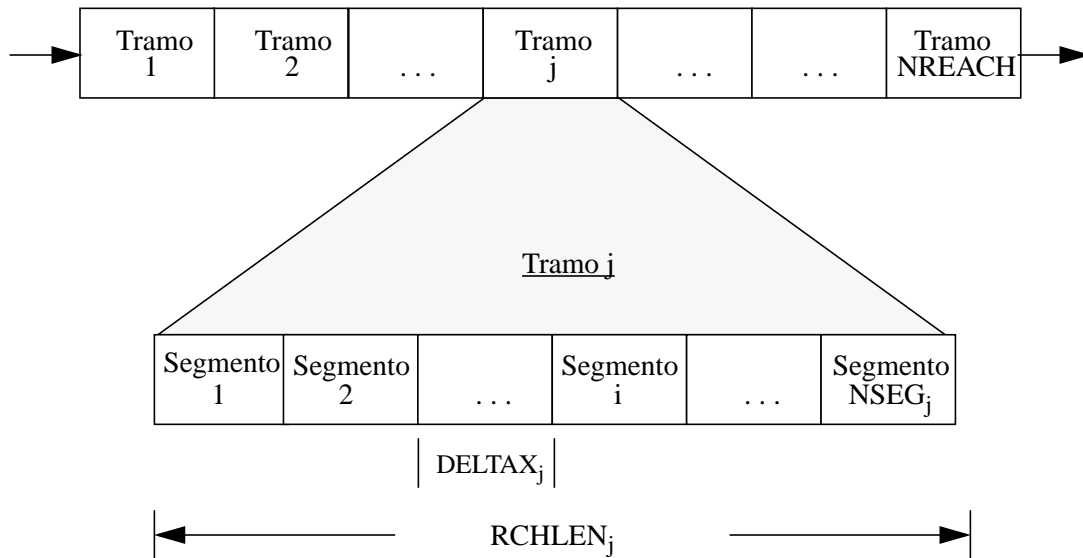 Tramo 1
Tramo 2
. . .
Tramo j
. . .
. . .
Tramo NREACH
Tramo j
Segmento 1
Segmento 2
. . .
Segmento i
. . .
Segmento NSEGj
DELTAXj
RCHLENj